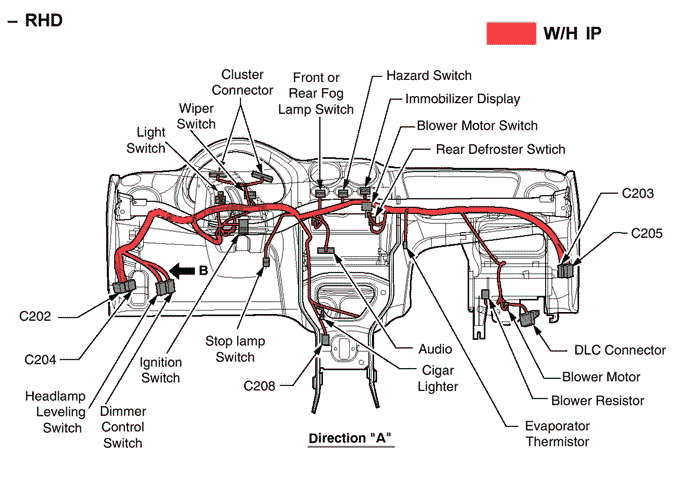 – RHD
W/H IP
Cluster
Connector
Front or
Rear Fog
Lamp Switch
Hazard Switch
Immobilizer Display
Wiper
Switch
Blower Motor Switch
Light
Switch
Rear Defroster Swtich
C203
C205
B
C202
C204
Ignition
Switch
Stop lamp
Switch
C208
Audio
Cigar
Lighter
DLC Connector
Blower Motor
Blower Resistor
Headlamp
Leveling
Switch
Dimmer
Control
Switch
Evaporator
Thermistor
Direction "A"